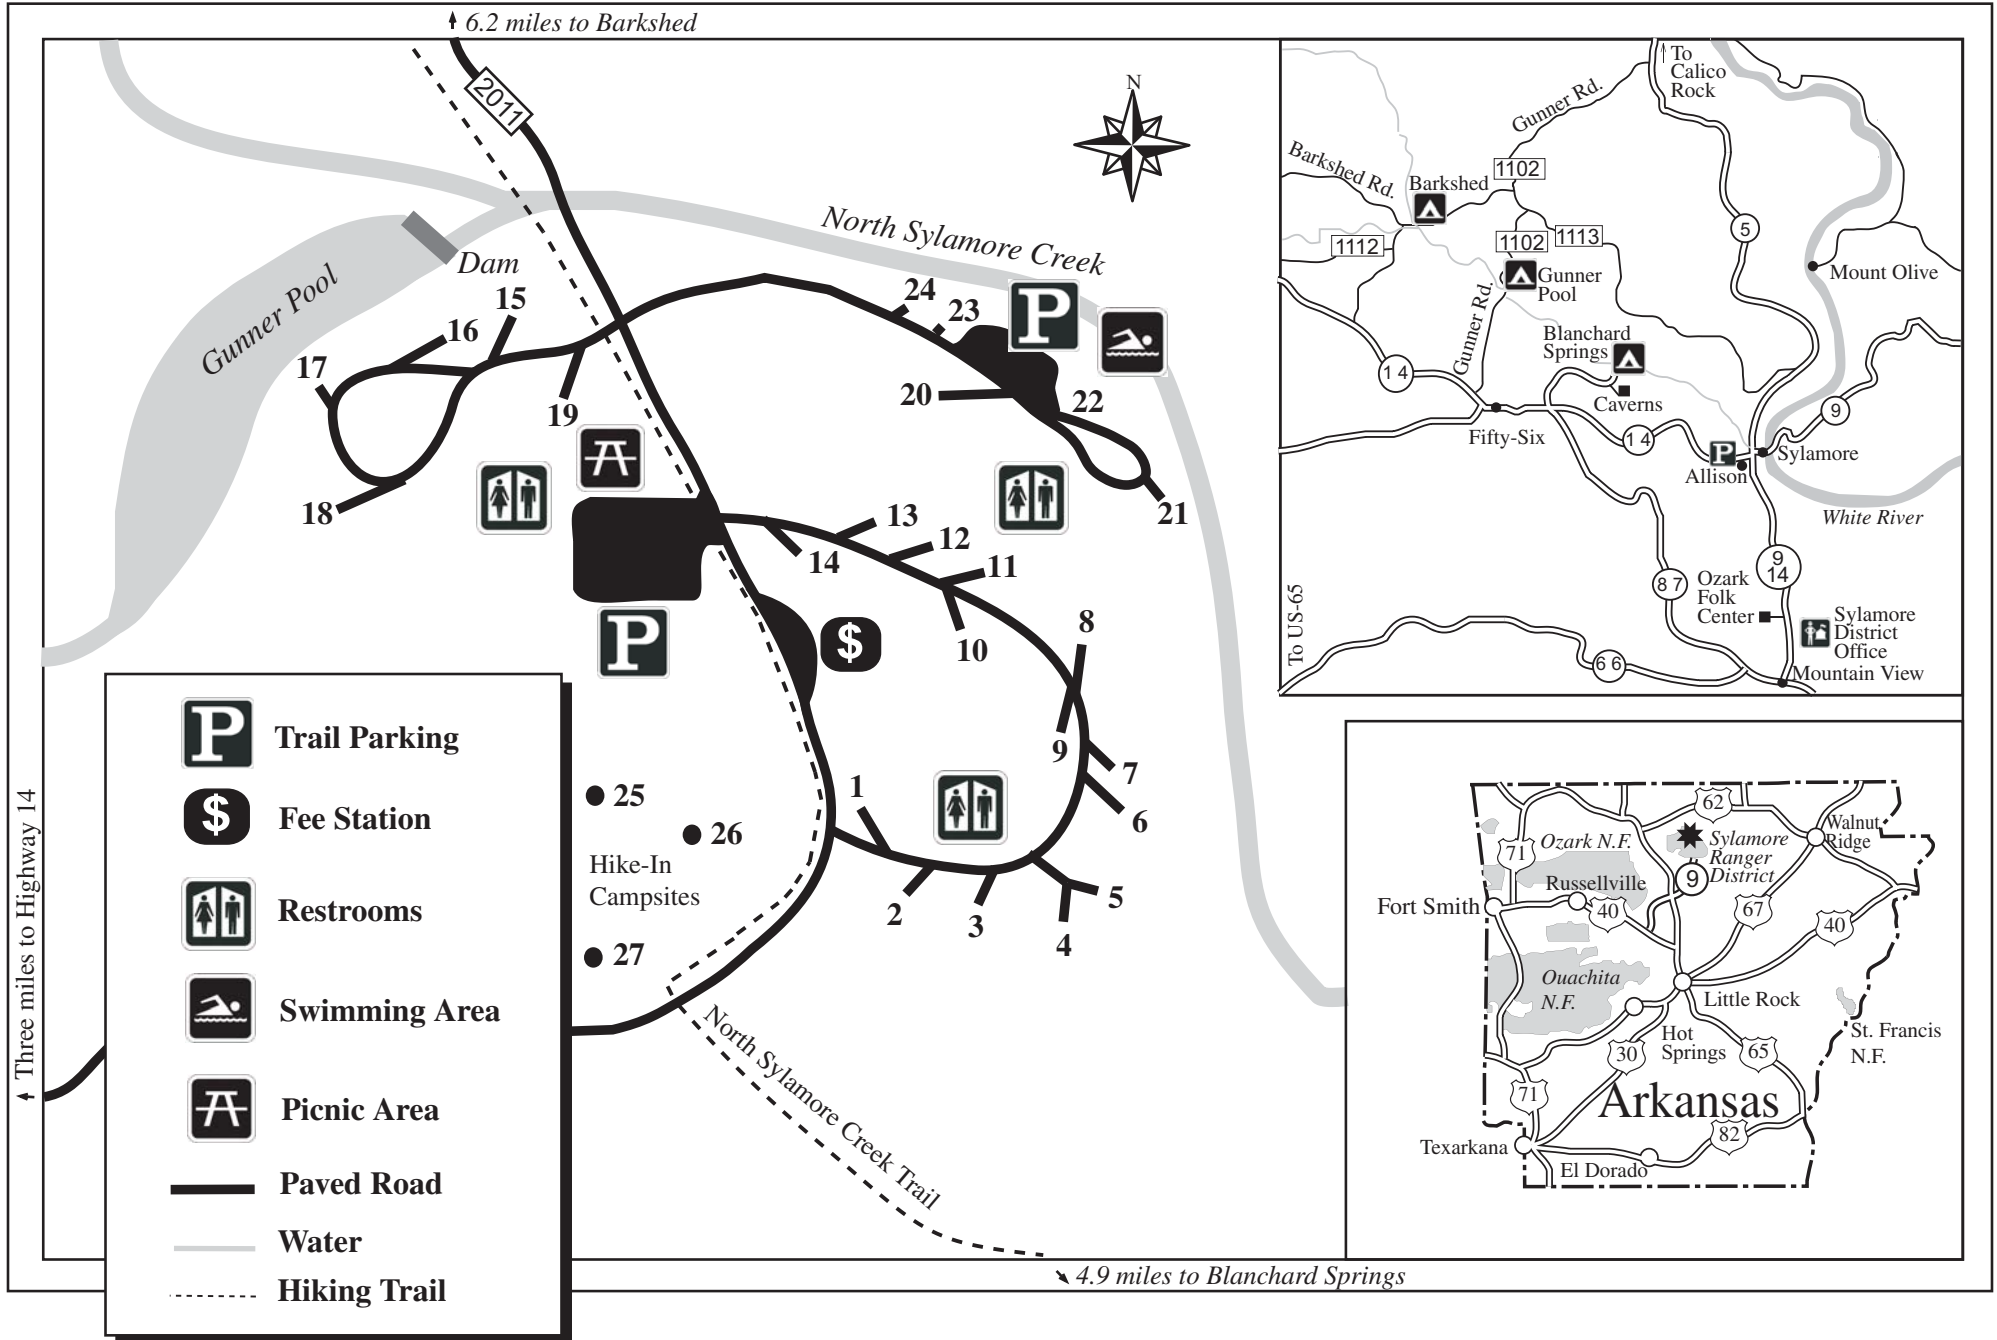 6.2 miles to Barkshed
2011
N
North Sylamore Creek
Dam
Gunner Pool
15
16
17
18
19
24
23
P
20
22
21
13
14
12
11
10
8
9
7
6
1
2
3
5
4
P
$
25
26
Hike-In
Campsites
27
North Sylamore Creek Trail
Three miles to Highway 14
4.9 miles to Blanchard Springs
P Trail Parking
$ Fee Station
Restrooms
Swimming Area
Picnic Area
Paved Road
Water
Hiking Trail
To
Calico
Rock
Gunner Rd.
Barkshed Rd.
Barkshed
1102
1112
1102
1113
5
Mount Olive
Gunner
Pool
Gunner Rd.
Blanchard
Springs
Caverns
14
9
Fifty-Six
14
P
Sylamore
Allison
White River
9
14
87
Ozark
Folk
Center
Sylamore
District
Office
To US-65
66
Mountain View
62
Walnut
Ridge
Ozark N.F.
Sylamore
Ranger
District
71
9
Russellville
Fort Smith
40
67
40
Ouachita
N.F.
Little Rock
St. Francis
N.F.
Hot
Springs
30
65
71
Arkansas
82
Texarkana
El Dorado